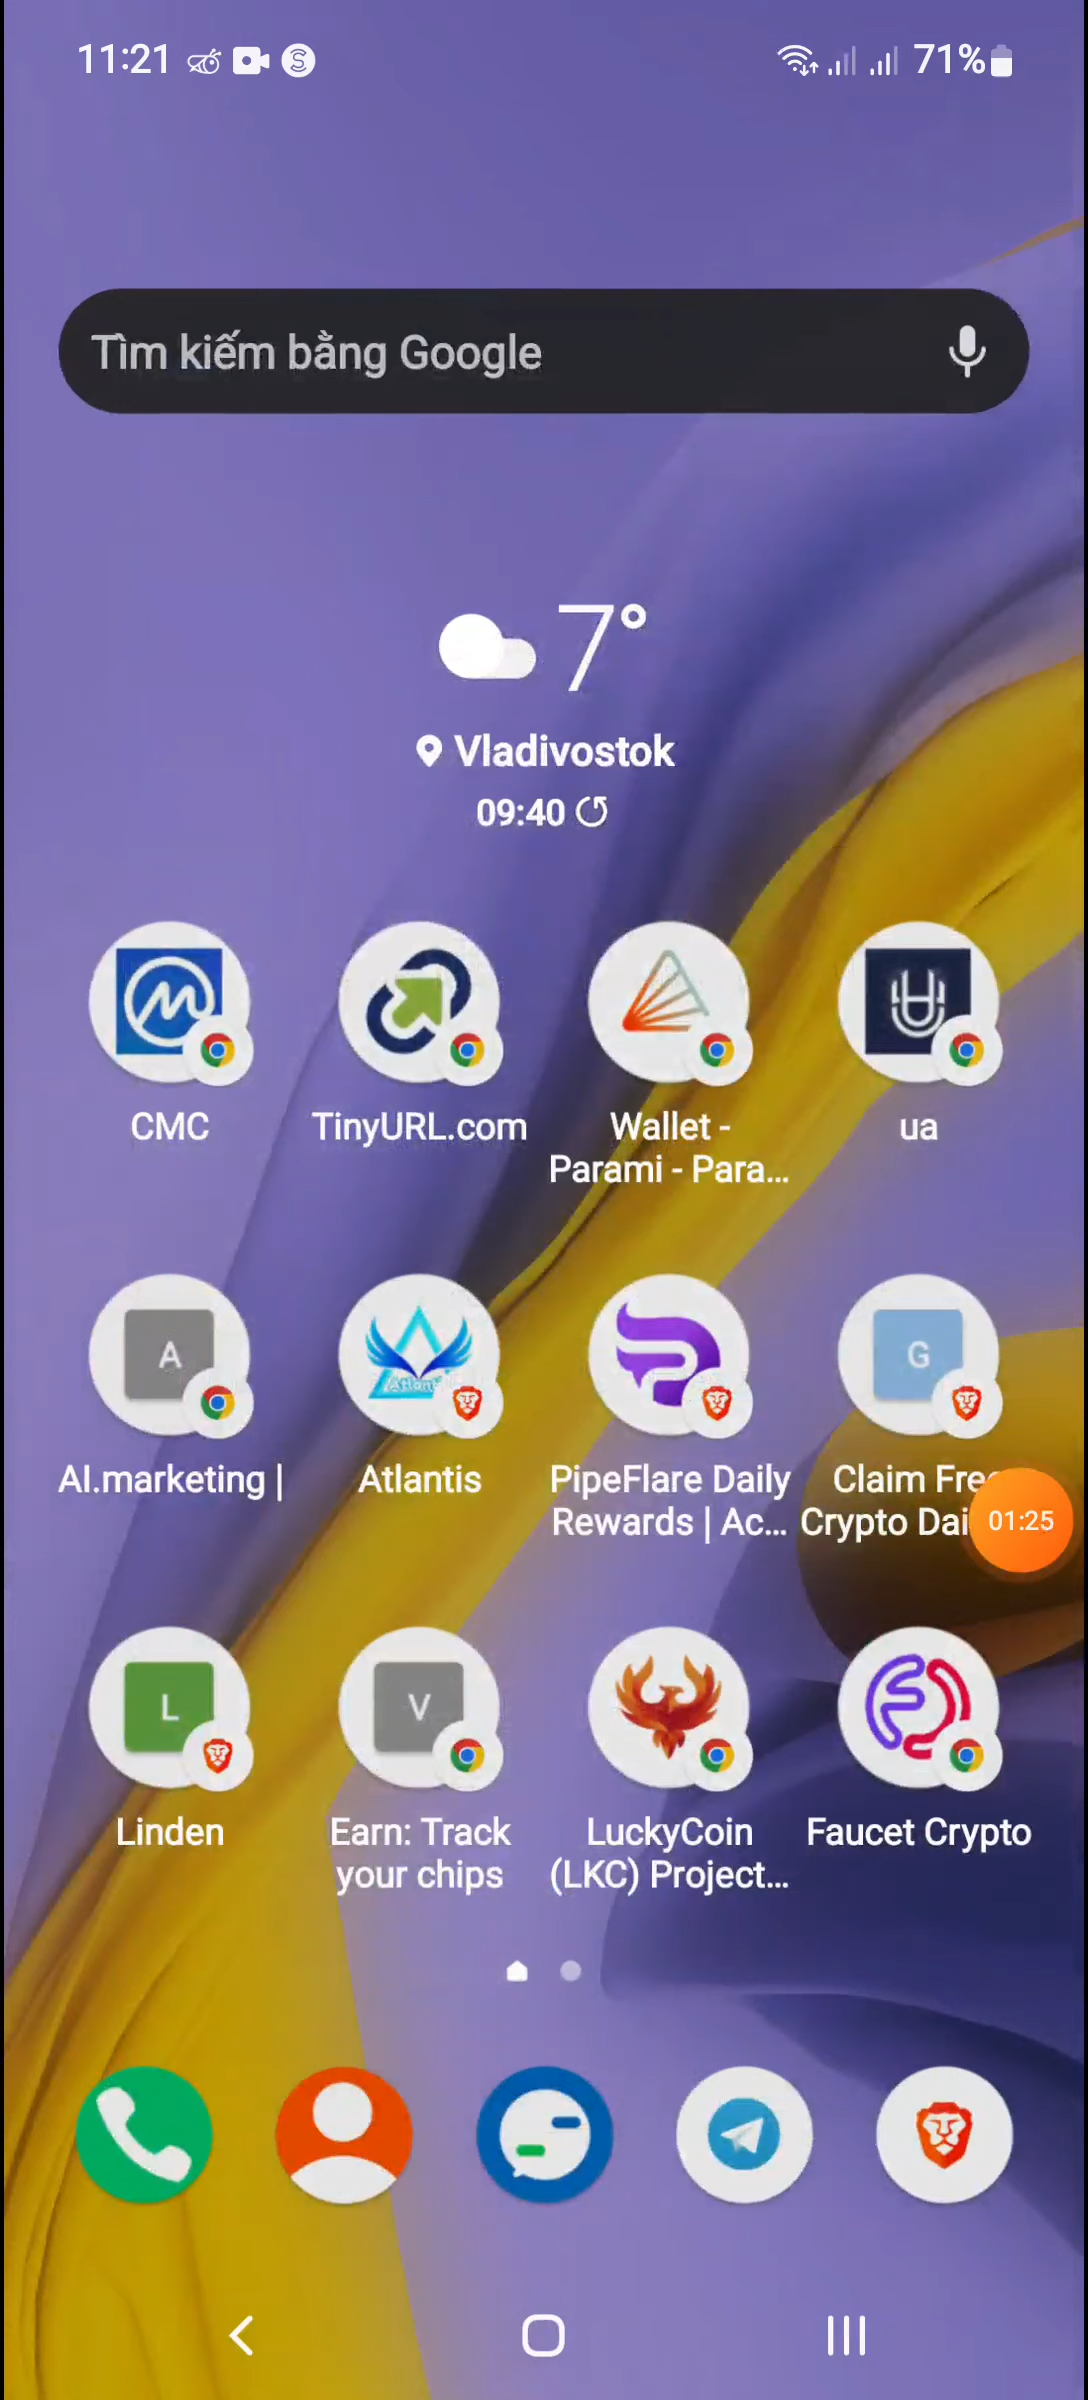 11:21
71%
Tìm kiếm bằng Google
7°
Vladivostok
09:40
CMC
TinyURL.com
Wallet -
Parami - Para...
ua
A
Atlantis
G
AI.marketing |
Atlantis
PipeFlare Daily
Rewards | Ac...
Claim Free
Crypto Dai
01:25
L
V
Linden
Earn: Track
your chips
LuckyCoin
(LKC) Project...
Faucet Crypto